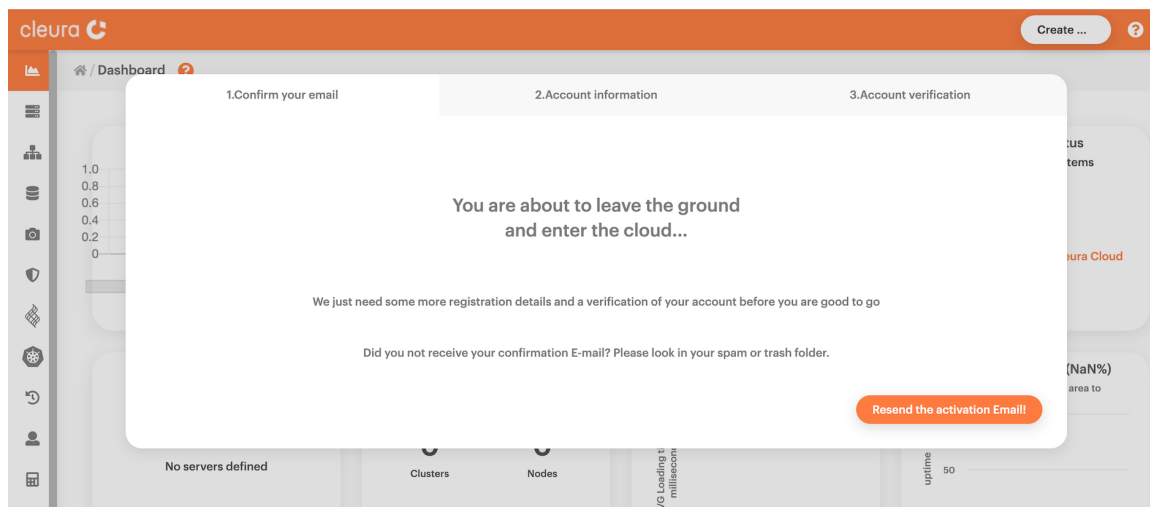 cleura
Create ...
?
/ Dashboard ?
1.Confirm your email
2.Account information
3.Account verification
1.0
0.8
0.6
0.4
0.2
0
You are about to leave the ground
and enter the cloud...
We just need some more registration details and a verification of your account before you are good to go
Did you not receive your confirmation E-mail? Please look in your spam or trash folder.
Resend the activation Email!
Cloud
(NaN%)
area to
No servers defined
Clusters
Nodes
Loading
uptime
50